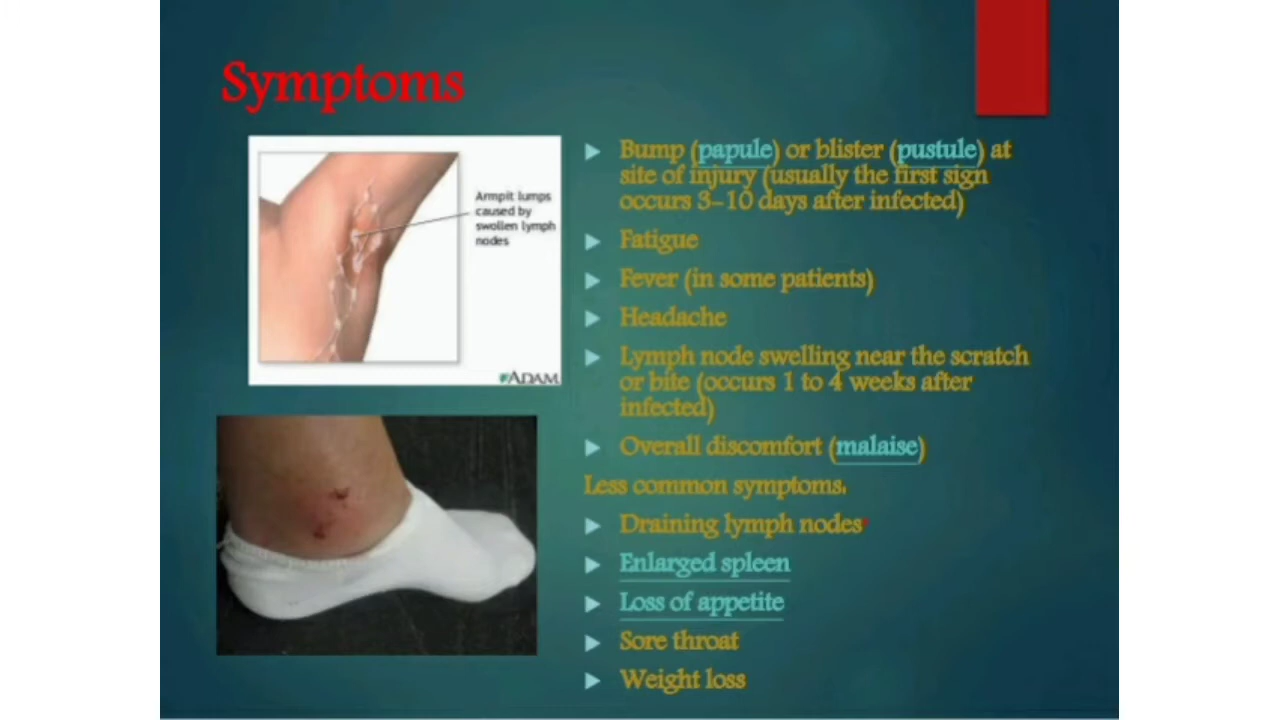 Symptoms
Armpit lumps
caused by
swollen lymph
nodes
ADAM
Bump (papule) or blister (pustule) at
site of injury (usually the first sign
occurs 3-10 days after infected)
Fatigue
Fever (in some patients)
Headache
Lymph node swelling near the scratch
or bite (occurs 1 to 4 weeks after
infected)
Overall discomfort (malaise)
Less common symptoms:
Draining lymph nodes
Enlarged spleen
Loss of appetite
Sore throat
Weight loss